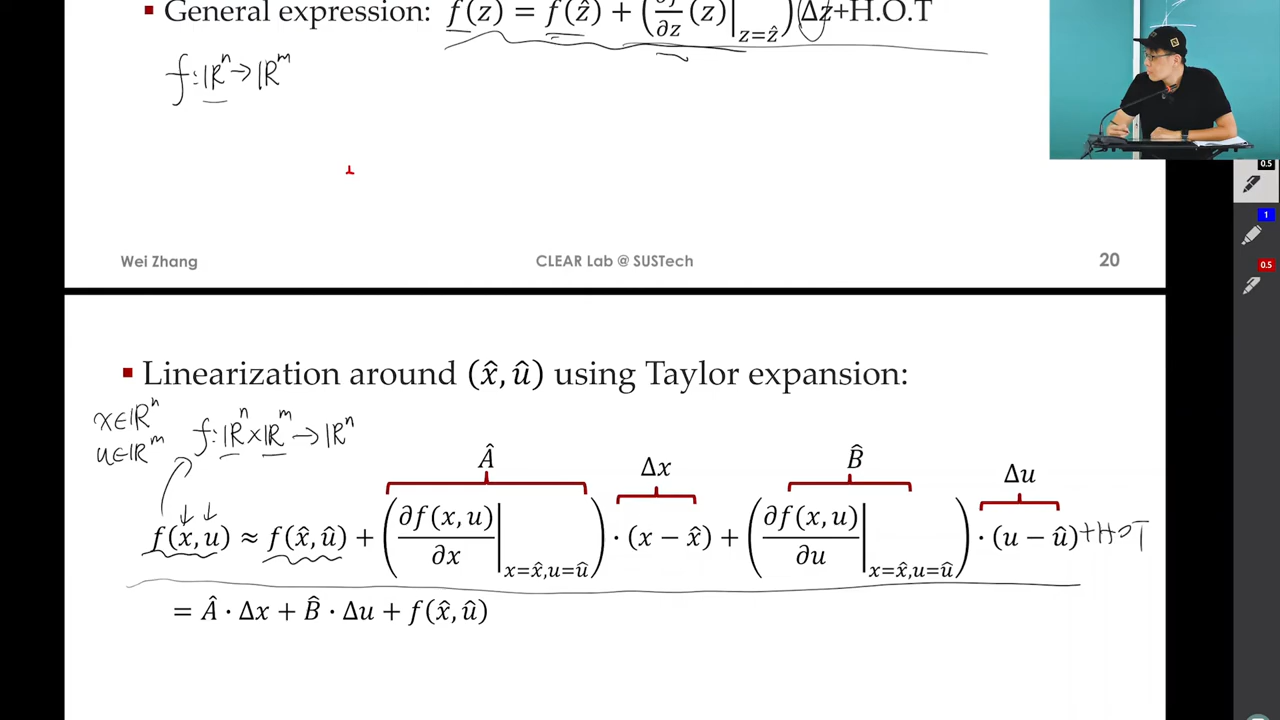 ▪ General expression: f(z) = f(ẑ) + (∂f/∂z (z)|z=ẑ) Δz+H.O.T
f: ℝⁿ → ℝᵐ
Wei Zhang CLEAR Lab @ SUSTech 20
▪ Linearization around (x̂, û) using Taylor expansion:
x∈ℝⁿ
u∈ℝᵐ
f: ℝⁿ×ℝᵐ → ℝⁿ
Â Δx B̂ Δu
f(x, u) ≈ f(x̂, û) + (∂f(x, u)/∂x |x=x̂,u=û) · (x − x̂) + (∂f(x, u)/∂u |x=x̂,u=û) · (u − û) +H.O.T
= Â · Δx + B̂ · Δu + f(x̂, û)
0.5
1
0.5